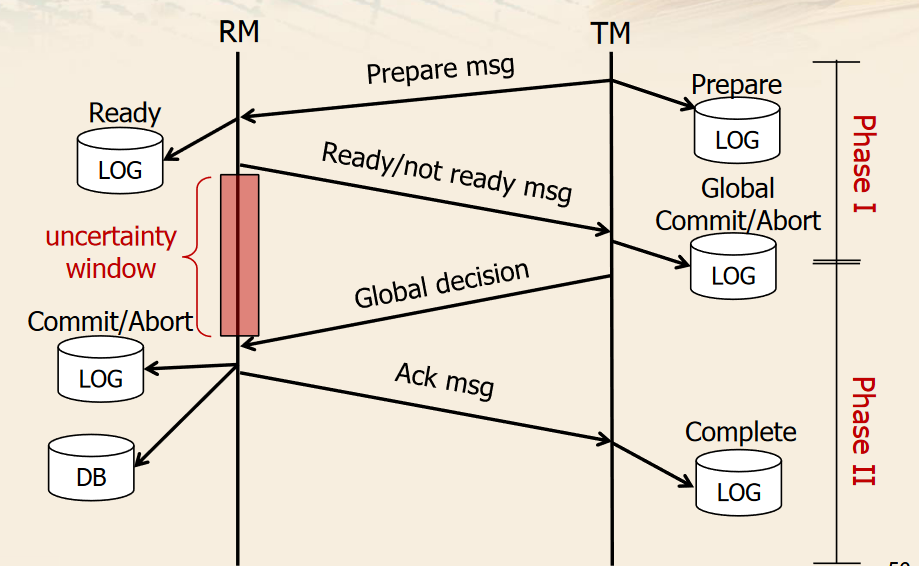 RM
TM
Prepare msg
Prepare
LOG
Ready
LOG
Ready/not ready msg
Global
Commit/Abort
LOG
uncertainty
window
Global decision
Commit/Abort
LOG
DB
Ack msg
Complete
LOG
Phase I
Phase II